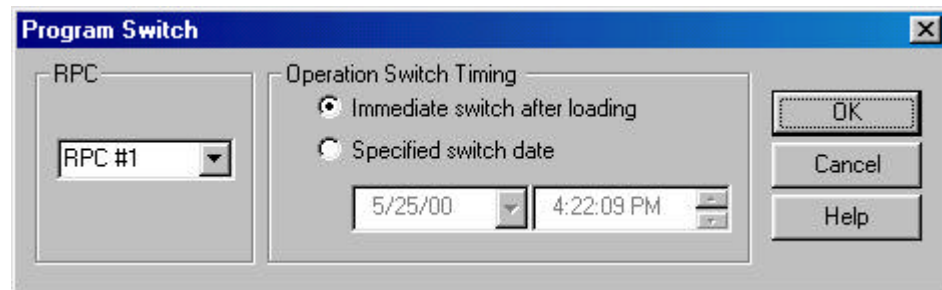 Program Switch
RPC
RPC #1
Operation Switch Timing
Immediate switch after loading
Specified switch date
5/25/00 4:22:09 PM
OK
Cancel
Help